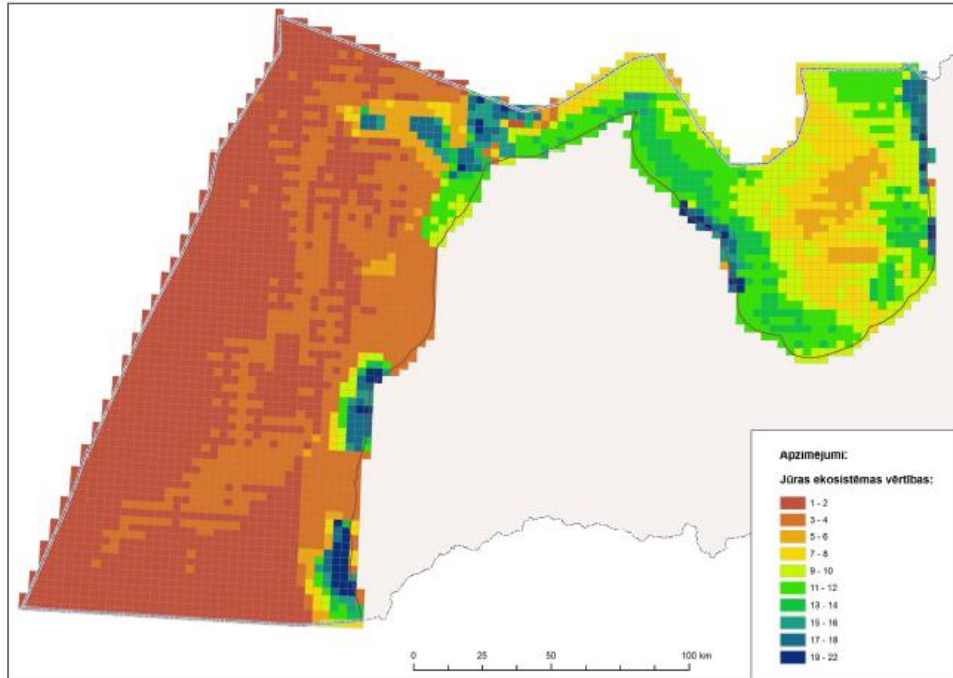 Apzīmējumi:
Jūras ekosistēmas vērtības:
1 - 2
3 - 4
5 - 6
7 - 8
9 - 10
11 - 12
13 - 14
15 - 16
17 - 18
19 - 22
0 25 50 100 km